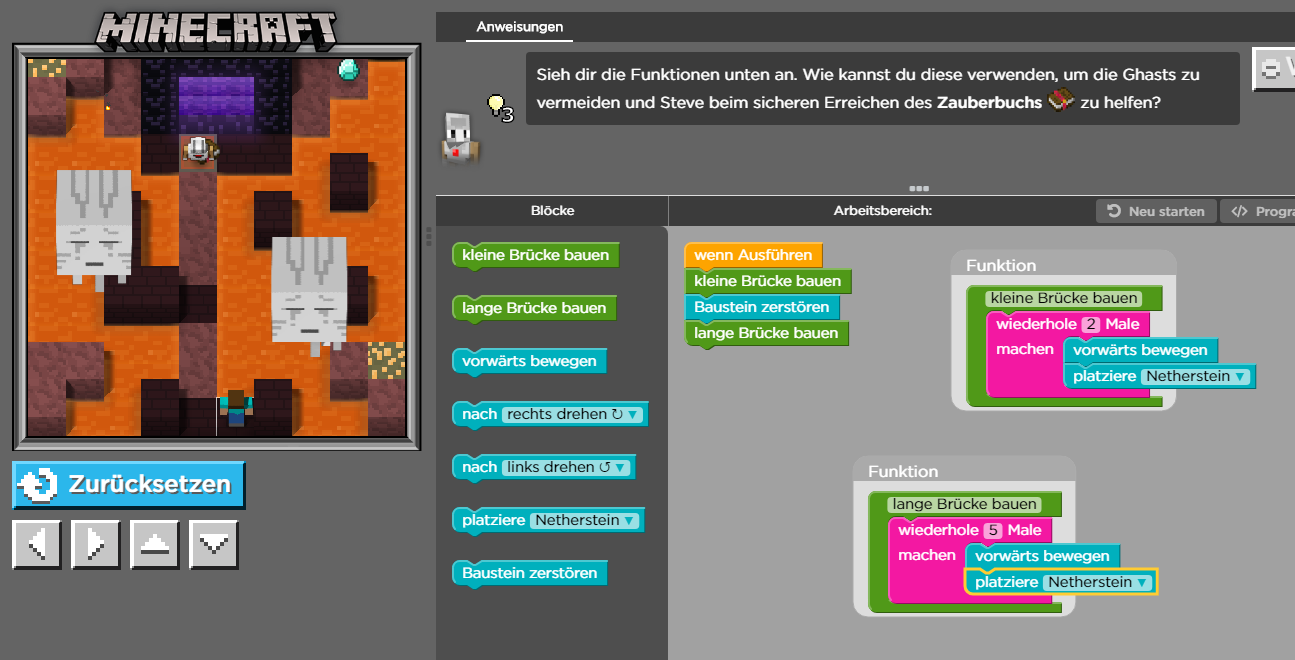 MINECRAFT
Anweisungen
Sieh dir die Funktionen unten an. Wie kannst du diese verwenden, um die Ghasts zu
vermeiden und Steve beim sicheren Erreichen des Zauberbuchs zu helfen?
3
Blöcke
Arbeitsbereich:
Neu starten
</> Progra
kleine Brücke bauen
lange Brücke bauen
vorwärts bewegen
nach rechts drehen ↻ ▼
nach links drehen ↺ ▼
platziere Netherstein ▼
Baustein zerstören
wenn Ausführen
kleine Brücke bauen
Baustein zerstören
lange Brücke bauen
Funktion
kleine Brücke bauen
wiederhole 2 Male
machen vorwärts bewegen
platziere Netherstein ▼
Funktion
lange Brücke bauen
wiederhole 5 Male
machen vorwärts bewegen
platziere Netherstein ▼
Zurücksetzen